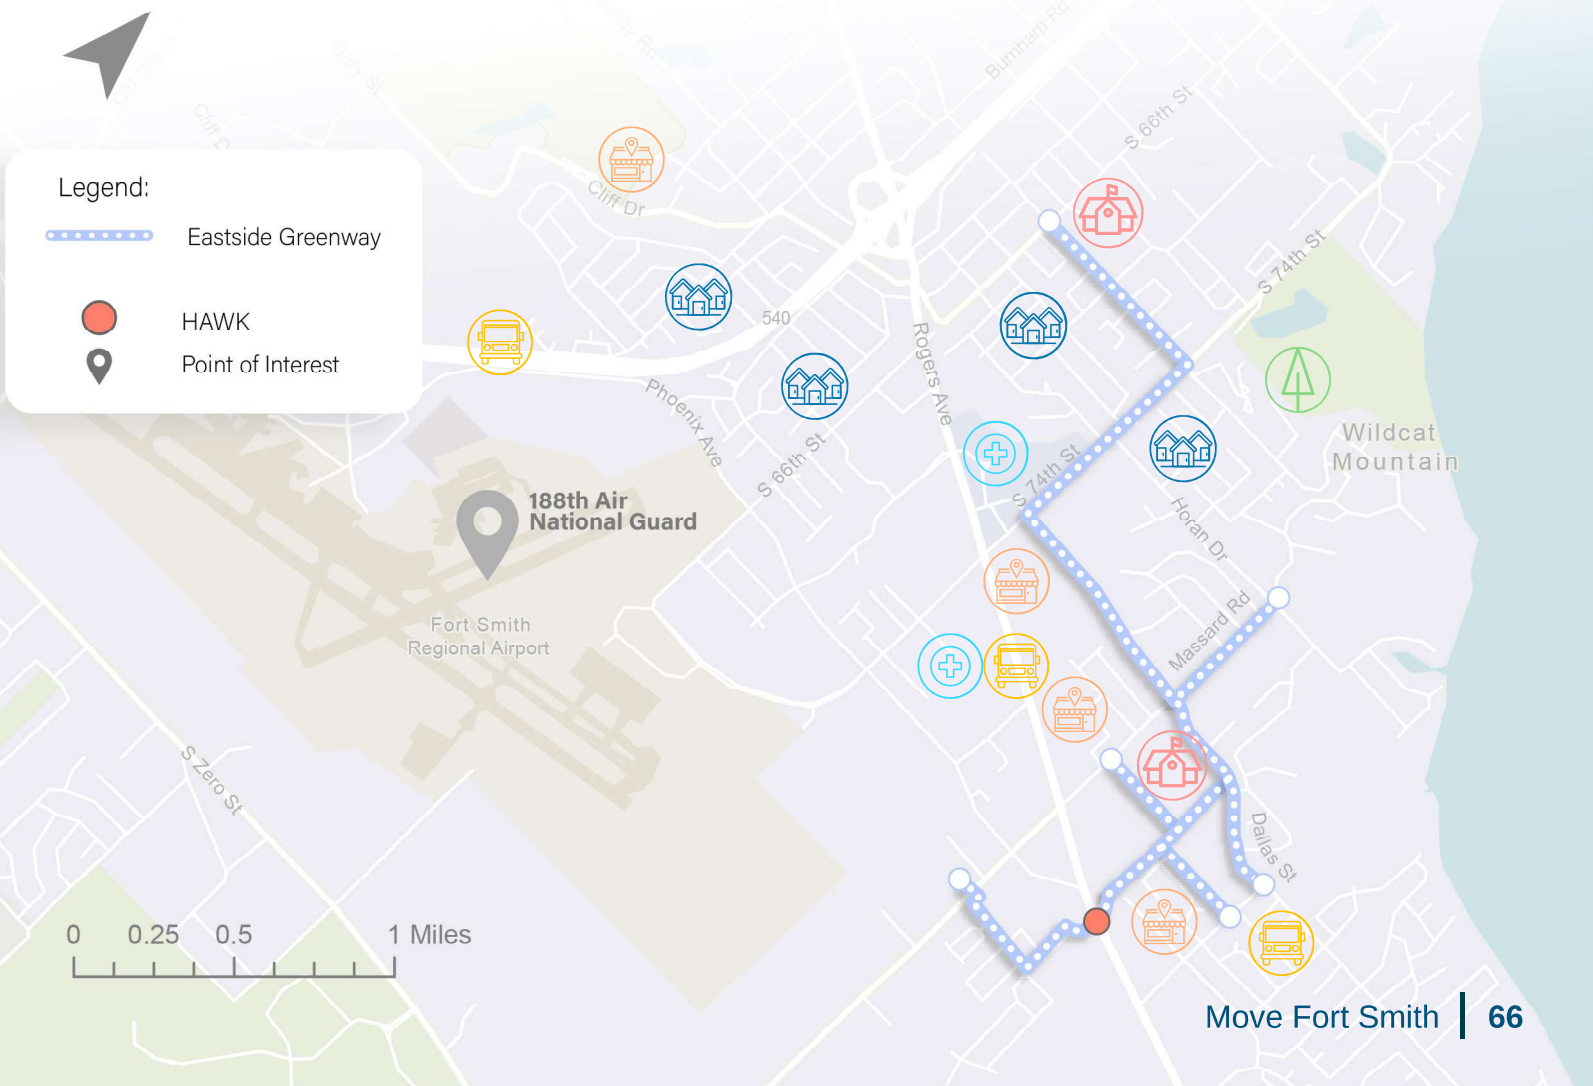 Burnham Rd
Cary St
S 66th St
Cliff Dr
S 74th St
Legend:
Eastside Greenway
HAWK
Point of Interest
540
Rogers Ave
Phoenix Ave
S 66th St
S 74th St
Wildcat
Mountain
Horan Dr
188th Air
National Guard
Massard Rd
Fort Smith
Regional Airport
S Zero St
Dallas St
0 0.25 0.5 1 Miles
Move Fort Smith | 66